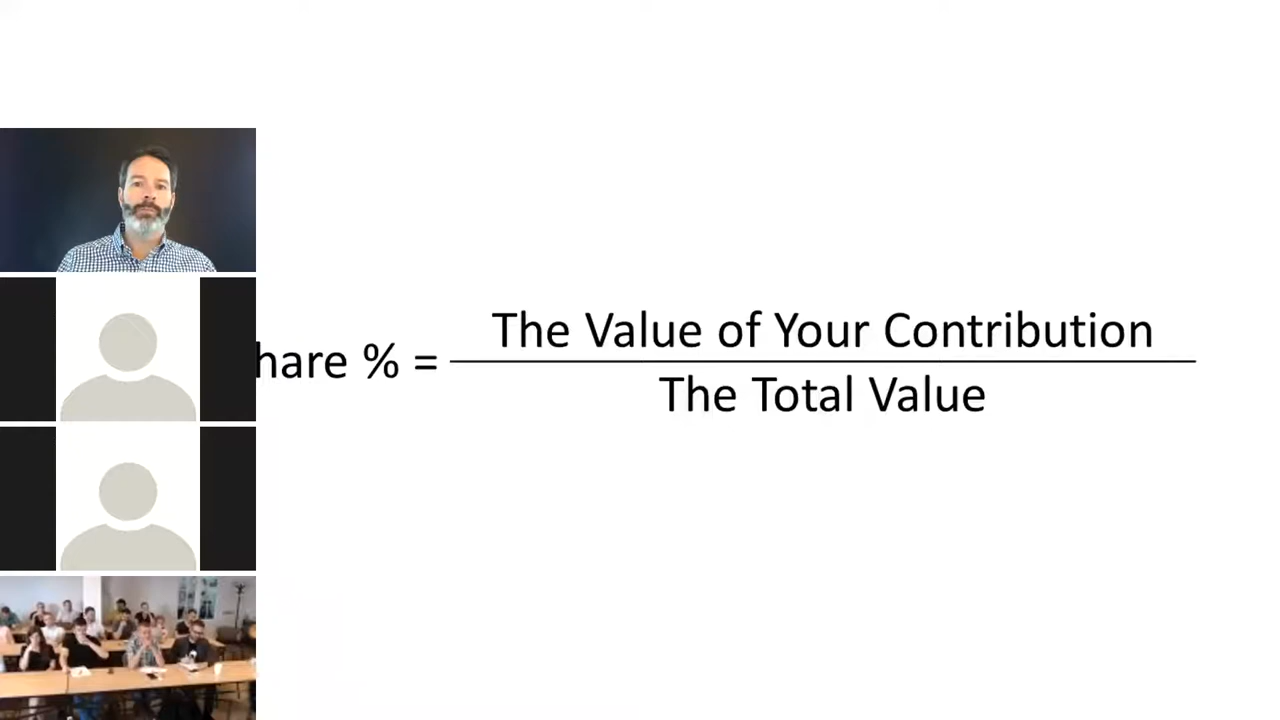 The Value of Your Contribution
hare % =
The Total Value